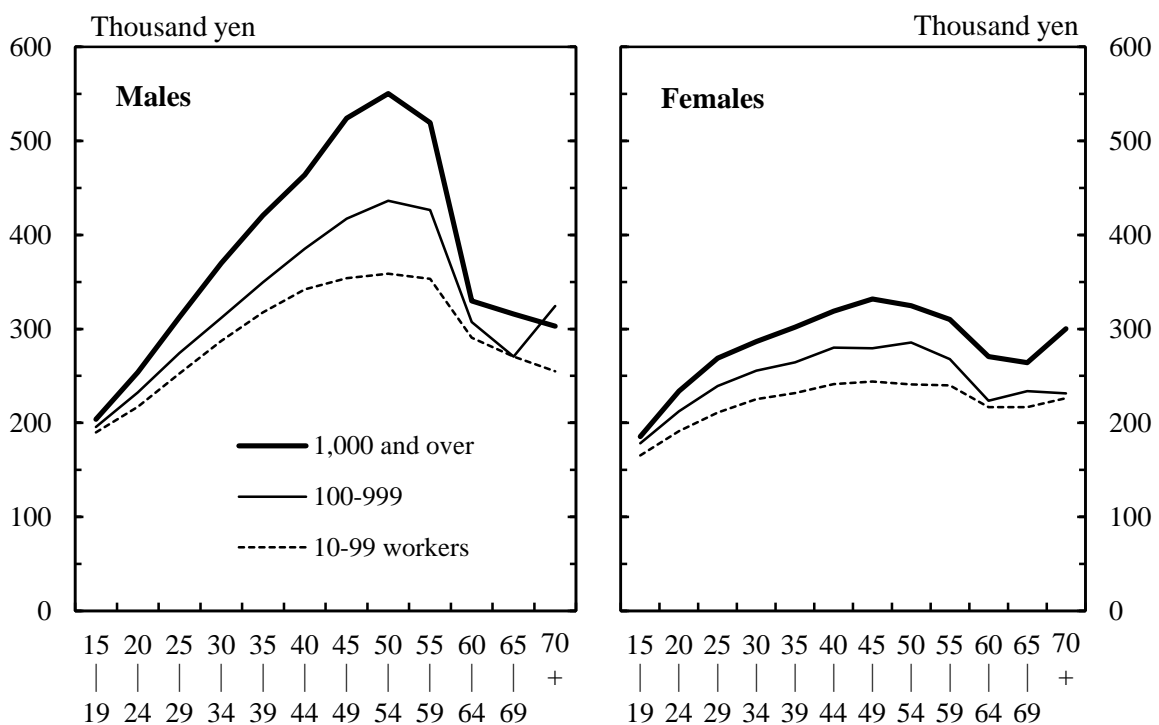 Thousand yen Thousand yen
600 600
Males Females
500 500
400 400
300 300
200 200
1,000 and over
100-999
100 100
10-99 workers
0 0
15 20 25 30 35 40 45 50 55 60 65 70 15 20 25 30 35 40 45 50 55 60 65 70
+ +
19 24 29 34 39 44 49 54 59 64 69 19 24 29 34 39 44 49 54 59 64 69